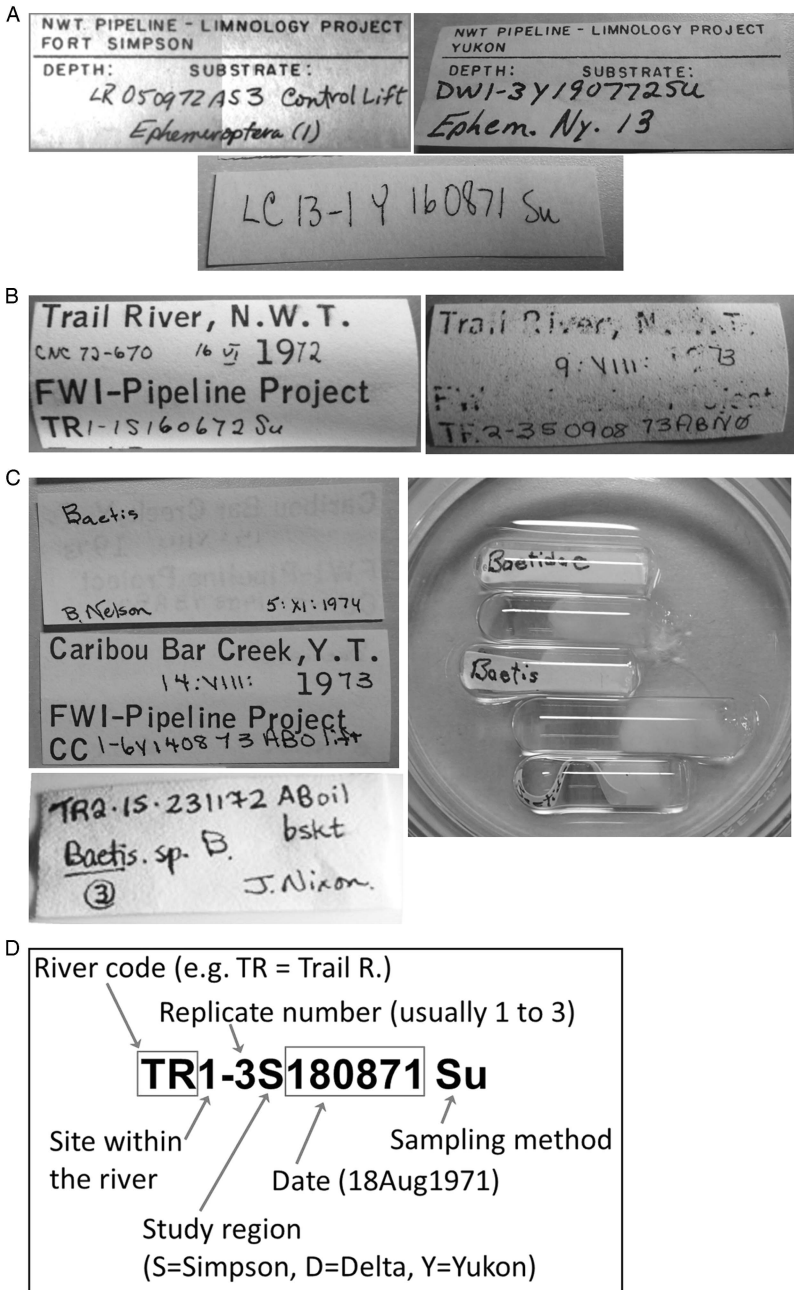 A
NWT PIPELINE - LIMNOLOGY PROJECT
FORT SIMPSON
DEPTH: SUBSTRATE:
LR 050972 AS3 Control Lift
Ephemeroptera (1)
NWT PIPELINE - LIMNOLOGY PROJECT
YUKON
DEPTH: SUBSTRATE:
DW1-3Y190772Su
Ephem. Ny. 13
LC 13-1 Y 160871 Su
B
Trail River, N.W.T.
CNC 72-670 16 VI 1972
FWI-Pipeline Project
TR1-1S160672 Su
Trail River, N.W.T.
9:VIII: 1973
2-3S 0908 73ABNO
C
Baetis
B. Nelson 5:XI:1974
Caribou Bar Creek, Y.T.
14:VIII: 1973
FWI-Pipeline Project
CC 1-6Y140873 ABO lift
TR2·1S·231172 ABoil
bskt
Baetis. sp. B.
3
J. Nixon.
Baetidae
Baetis
D
River code (e.g. TR = Trail R.)
Replicate number (usually 1 to 3)
TR1-3S180871 Su
Site within
the river
Sampling method
Date (18Aug1971)
Study region
(S=Simpson, D=Delta, Y=Yukon)